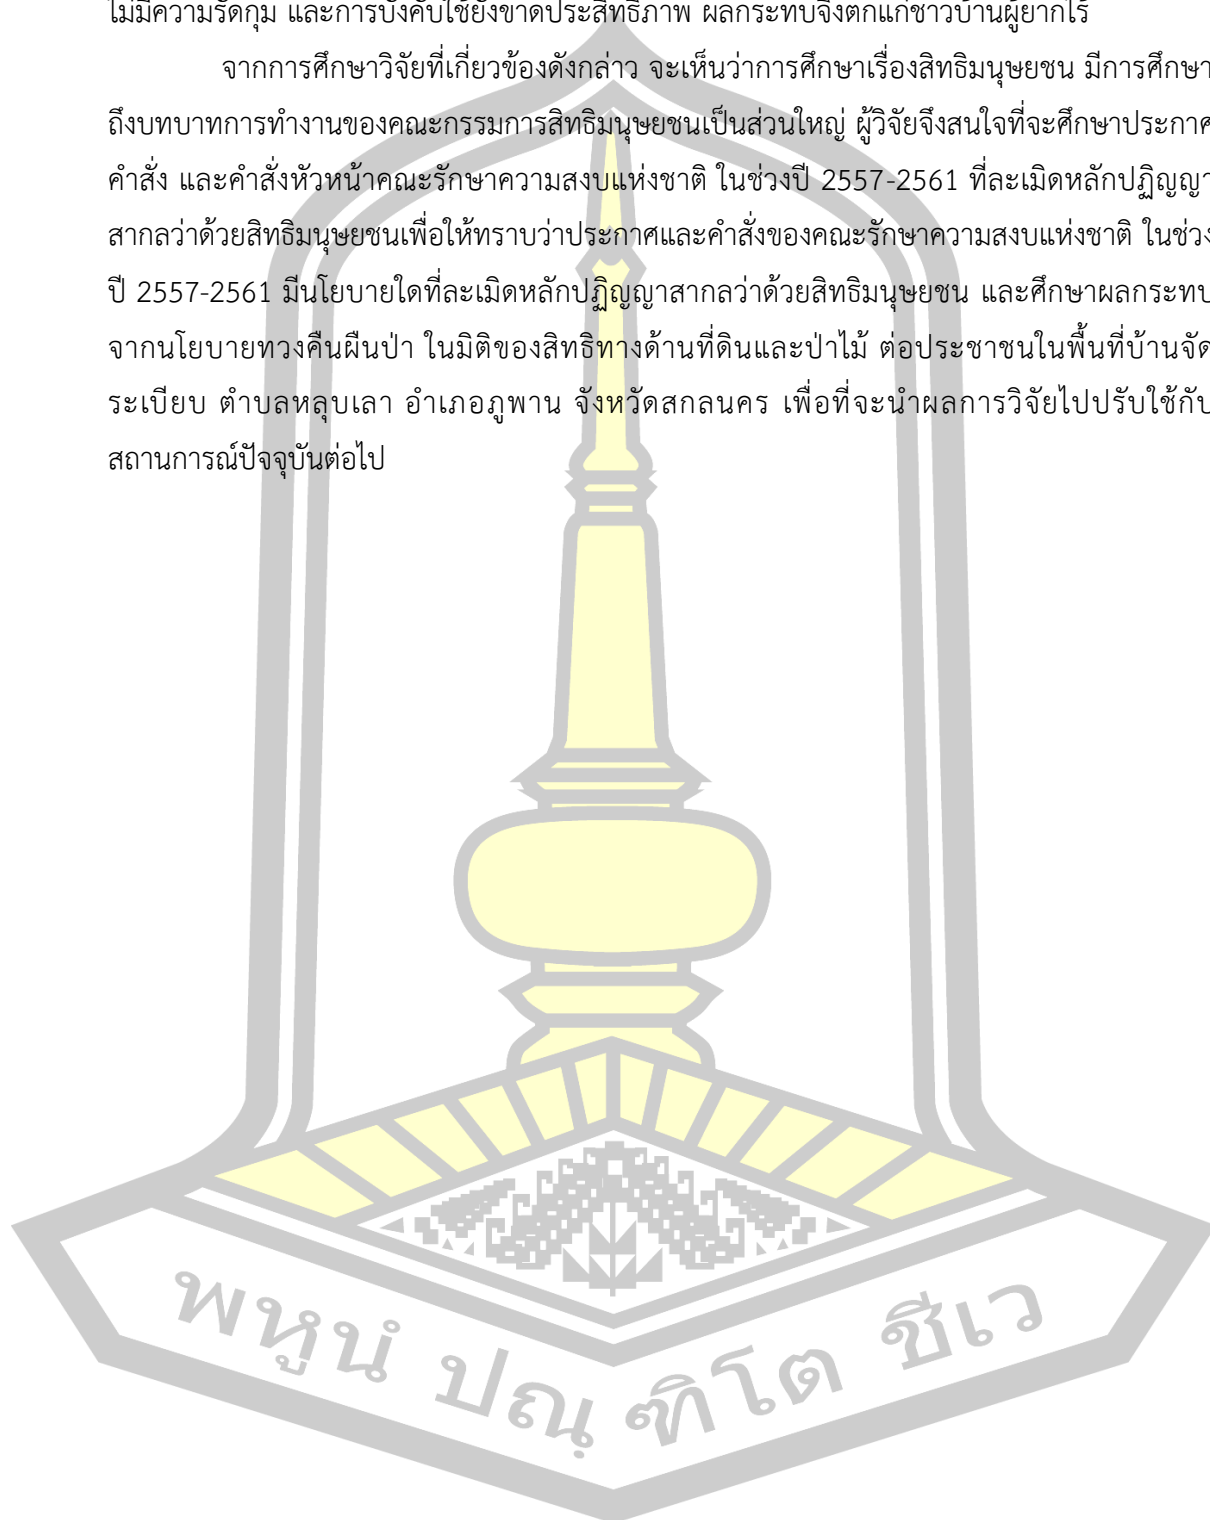 ไม่มีความรัดกุม และการบังคับใช้ยังขาดประสิทธิภาพ ผลกระทบจึงตกแก่ชาวบ้านผู้ยากไร้
จากการศึกษาวิจัยที่เกี่ยวข้องดังกล่าว จะเห็นว่าการศึกษาเรื่องสิทธิมนุษยชน มีการศึกษา
ถึงบทบาทการทำงานของคณะกรรมการสิทธิมนุษยชนเป็นส่วนใหญ่ ผู้วิจัยจึงสนใจที่จะศึกษาประกาศ
คำสั่ง และคำสั่งหัวหน้าคณะรักษาความสงบแห่งชาติ ในช่วงปี 2557-2561 ที่ละเมิดหลักปฏิญญา
สากลว่าด้วยสิทธิมนุษยชนเพื่อให้ทราบว่าประกาศและคำสั่งของคณะรักษาความสงบแห่งชาติ ในช่วง
ปี 2557-2561 มีนโยบายใดที่ละเมิดหลักปฏิญญาสากลว่าด้วยสิทธิมนุษยชน และศึกษาผลกระทบ
จากนโยบายทวงคืนผืนป่า ในมิติของสิทธิทางด้านที่ดินและป่าไม้ ต่อประชาชนในพื้นที่บ้านจัด
ระเบียบ ตำบลหลุบเลา อำเภอภูพาน จังหวัดสกลนคร เพื่อที่จะนำผลการวิจัยไปปรับใช้กับ
สถานการณ์ปัจจุบันต่อไป
พหูนํ ปณฺฑิโต ชีเว